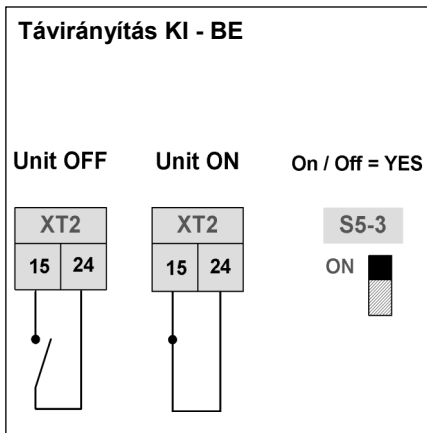 Távirányítás KI - BE
Unit OFF Unit ON On / Off = YES
XT2 XT2 S5-3
15 24 15 24 ON